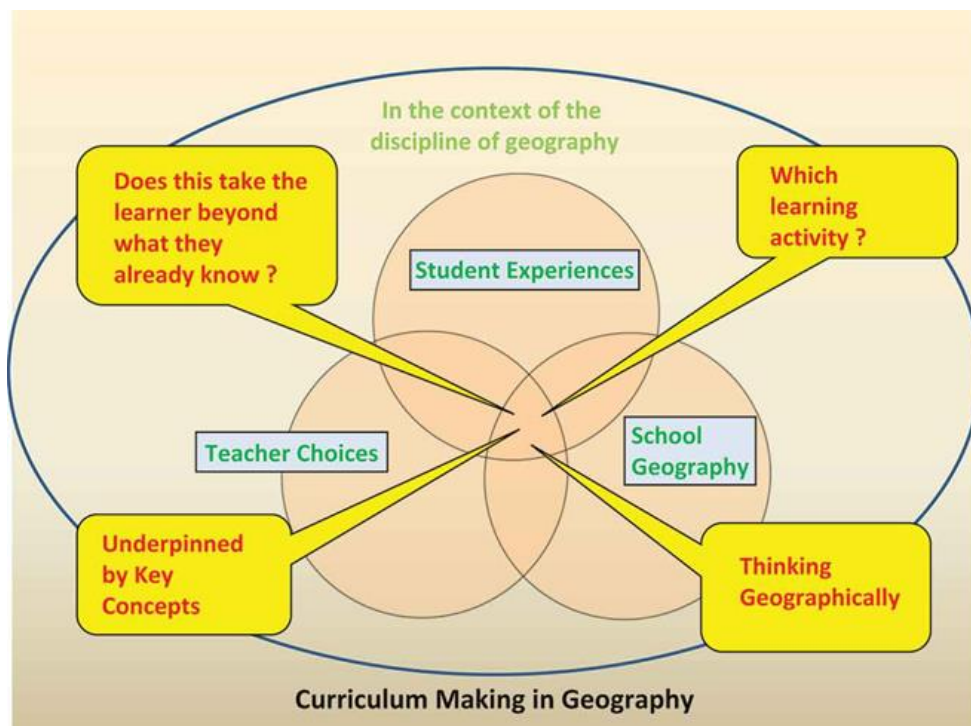 In the context of the
discipline of geography
Does this take the
learner beyond
what they
already know ?
Which
learning
activity ?
Student Experiences
Teacher Choices
School
Geography
Underpinned
by Key
Concepts
Thinking
Geographically
Curriculum Making in Geography